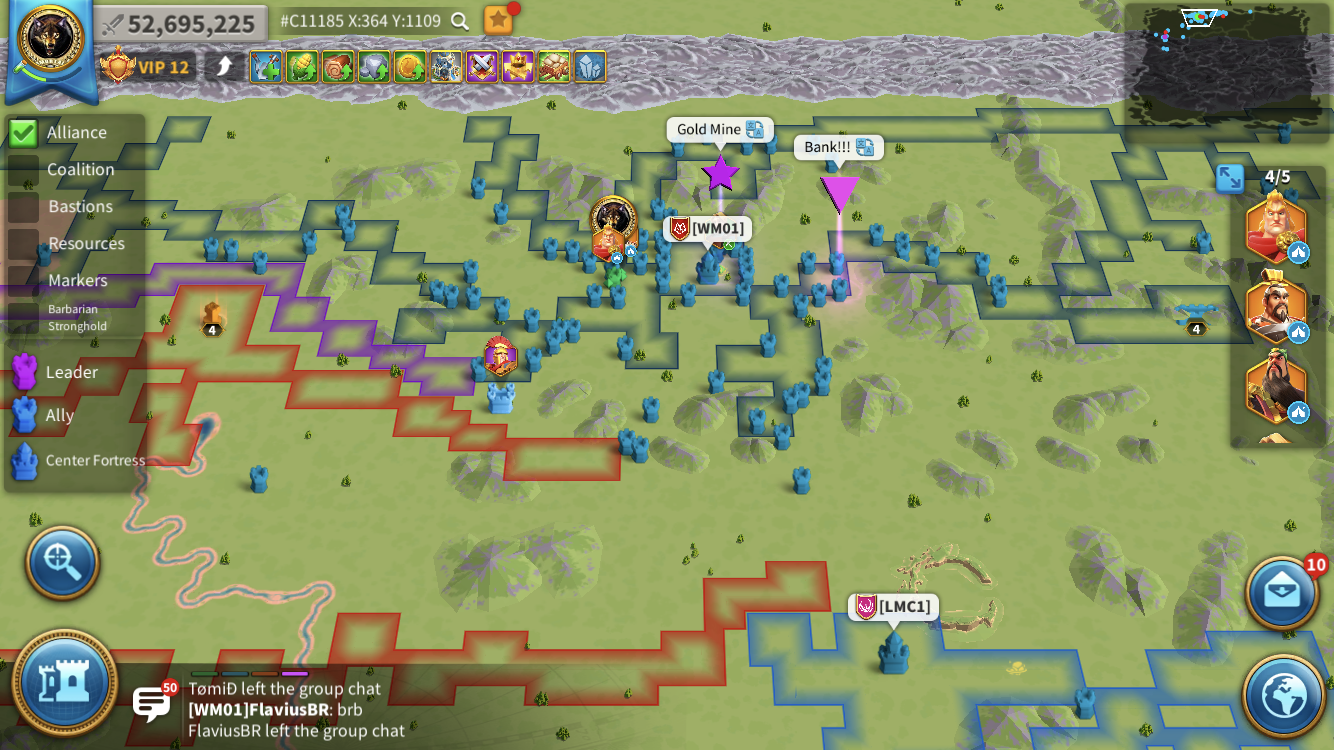 52,695,225
#C11185 X:364 Y:1109
VIP 12
Alliance
Coalition
Bastions
Resources
Markers
Barbarian
Stronghold
Leader
Ally
Center Fortress
Gold Mine
Bank!!!
[WM01]
4/5
4
4
[LMC1]
10
50
TømiĐ left the group chat
[WM01]FlaviusBR: brb
FlaviusBR left the group chat